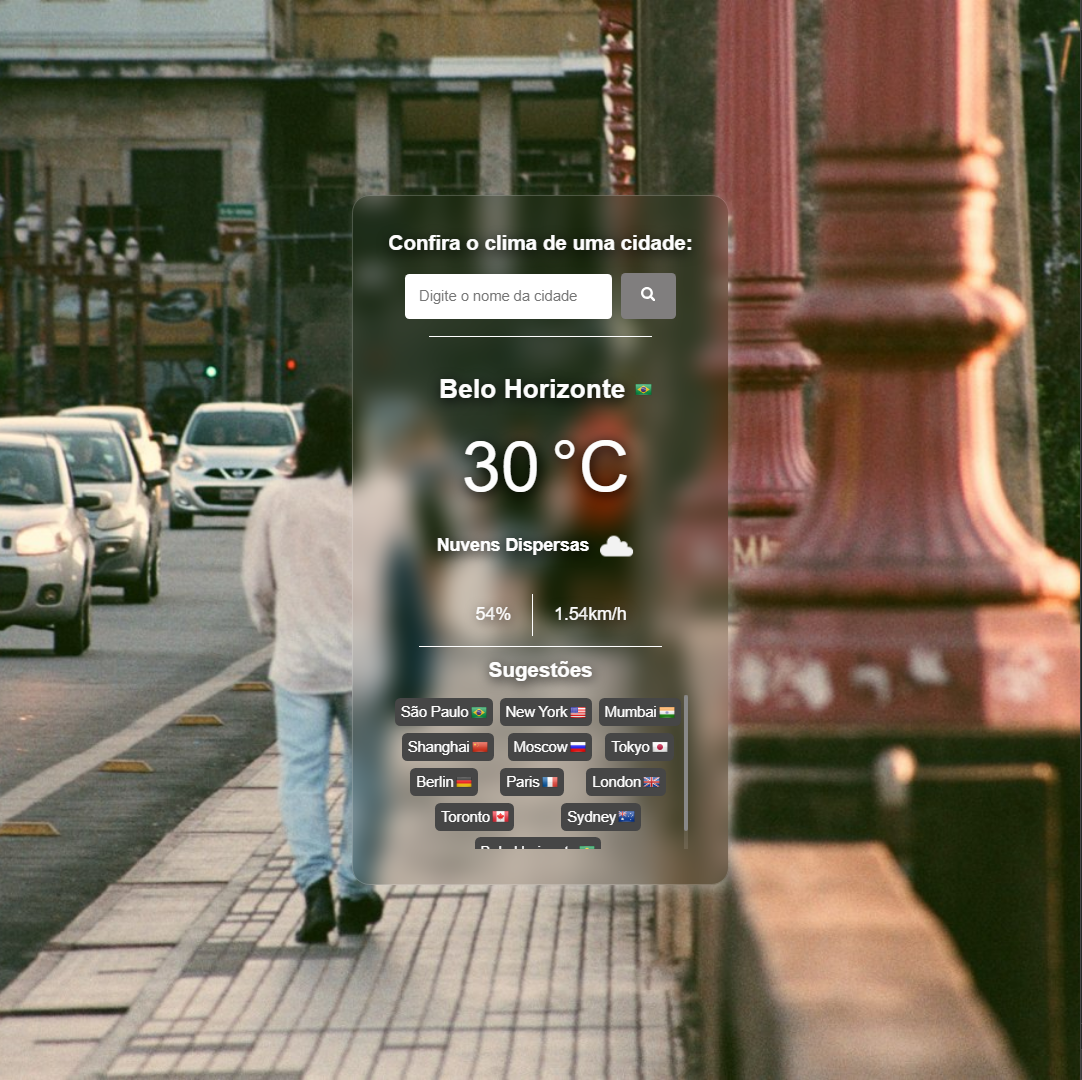 Confira o clima de uma cidade:
Digite o nome da cidade
Belo Horizonte
30 °C
Nuvens Dispersas
54% 1.54km/h
Sugestões
São Paulo New York Mumbai
Shanghai Moscow Tokyo
Berlin Paris London
Toronto Sydney